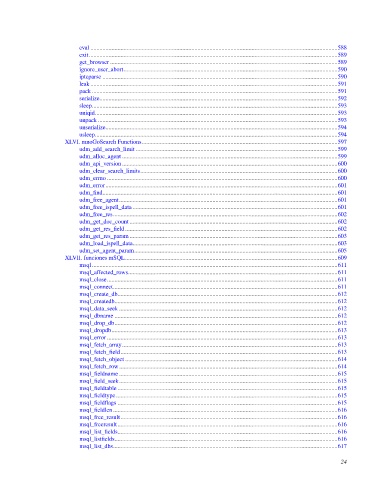 eval ........ 588
exit ........ 589
get_browser ........ 589
ignore_user_abort ........ 590
iptcparse ........ 590
leak ........ 591
pack ........ 591
serialize ........ 592
sleep ........ 593
uniqid ........ 593
unpack ........ 593
unserialize ........ 594
usleep ........ 594
XLVI. mnoGoSearch Functions ........ 597
udm_add_search_limit ........ 599
udm_alloc_agent ........ 599
udm_api_version ........ 600
udm_clear_search_limits ........ 600
udm_errno ........ 600
udm_error ........ 601
udm_find ........ 601
udm_free_agent ........ 601
udm_free_ispell_data ........ 601
udm_free_res ........ 602
udm_get_doc_count ........ 602
udm_get_res_field ........ 602
udm_get_res_param ........ 603
udm_load_ispell_data ........ 603
udm_set_agent_param ........ 605
XLVII. funciones mSQL ........ 609
msql ........ 611
msql_affected_rows ........ 611
msql_close ........ 611
msql_connect ........ 611
msql_create_db ........ 612
msql_createdb ........ 612
msql_data_seek ........ 612
msql_dbname ........ 612
msql_drop_db ........ 612
msql_dropdb ........ 613
msql_error ........ 613
msql_fetch_array ........ 613
msql_fetch_field ........ 613
msql_fetch_object ........ 614
msql_fetch_row ........ 614
msql_fieldname ........ 615
msql_field_seek ........ 615
msql_fieldtable ........ 615
msql_fieldtype ........ 615
msql_fieldflags ........ 615
msql_fieldlen ........ 616
msql_free_result ........ 616
msql_freeresult ........ 616
msql_list_fields ........ 616
msql_listfields ........ 616
msql_list_dbs ........ 617
24